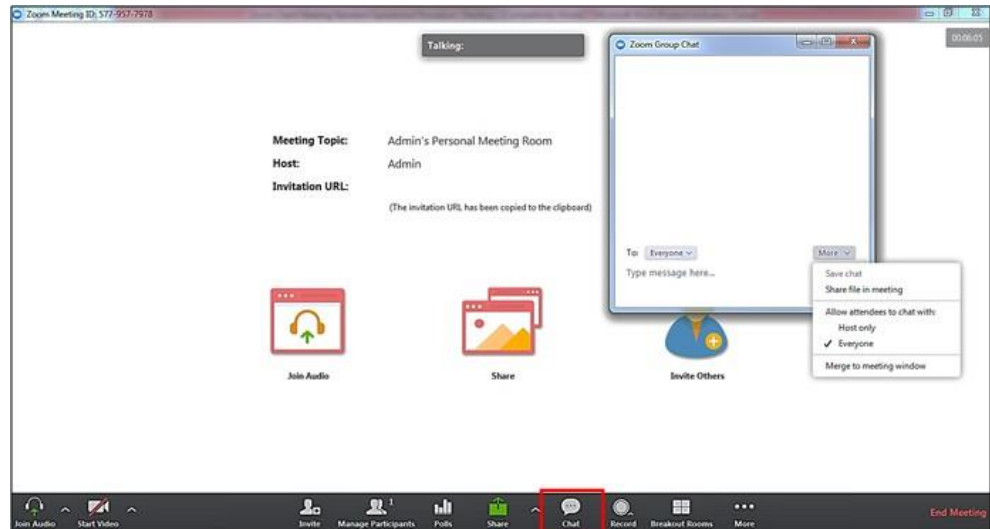 Zoom Meeting ID: 577-957-7978
Talking:
Zoom Group Chat
00:06:05
Meeting Topic: Admin's Personal Meeting Room
Host: Admin
Invitation URL:
(The invitation URL has been copied to the clipboard)
To: Everyone
More
Type message here...
Save chat
Share file in meeting
Allow attendees to chat with:
Host only
Everyone
Merge to meeting window
Join Audio
Share
Invite Others
Join Audio
Start Video
Invite
Manage Participants
1
Polls
Share
Chat
Record
Breakout Rooms
More
End Meeting